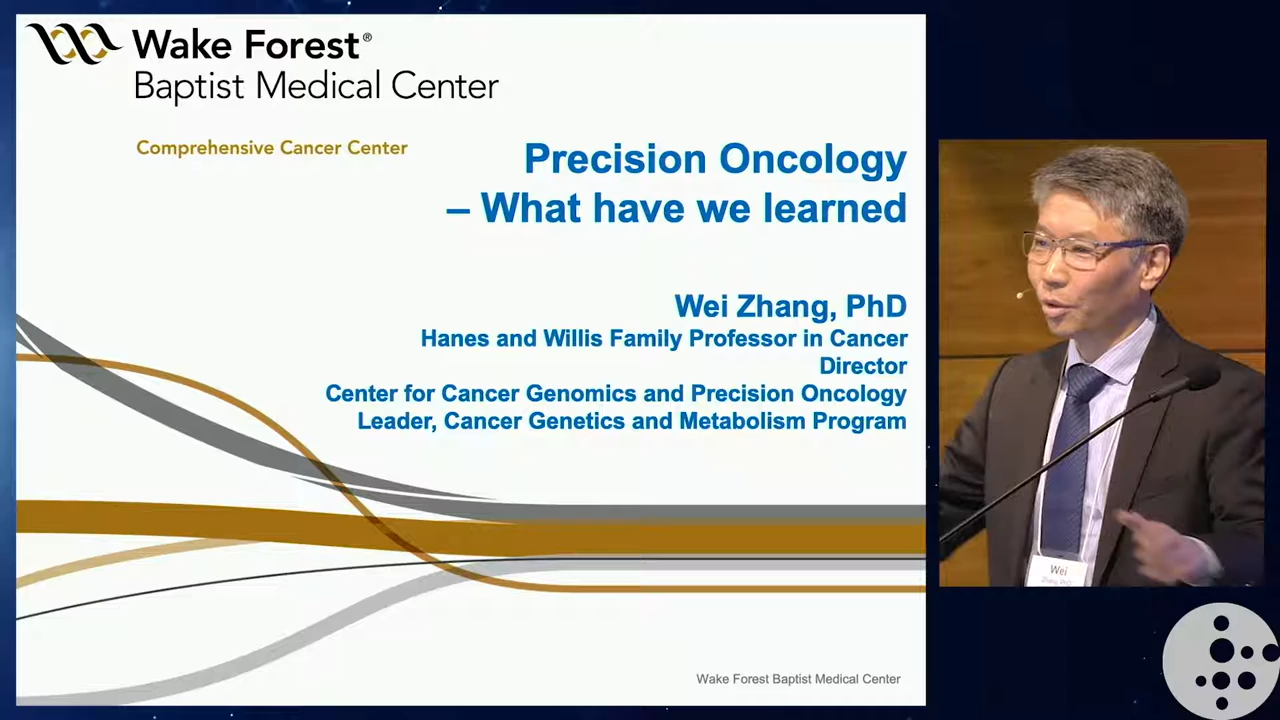 Wake Forest®
Baptist Medical Center
Comprehensive Cancer Center
Precision Oncology
– What have we learned
Wei Zhang, PhD
Hanes and Willis Family Professor in Cancer
Director
Center for Cancer Genomics and Precision Oncology
Leader, Cancer Genetics and Metabolism Program
Wake Forest Baptist Medical Center
Wei
Zhang, PhD